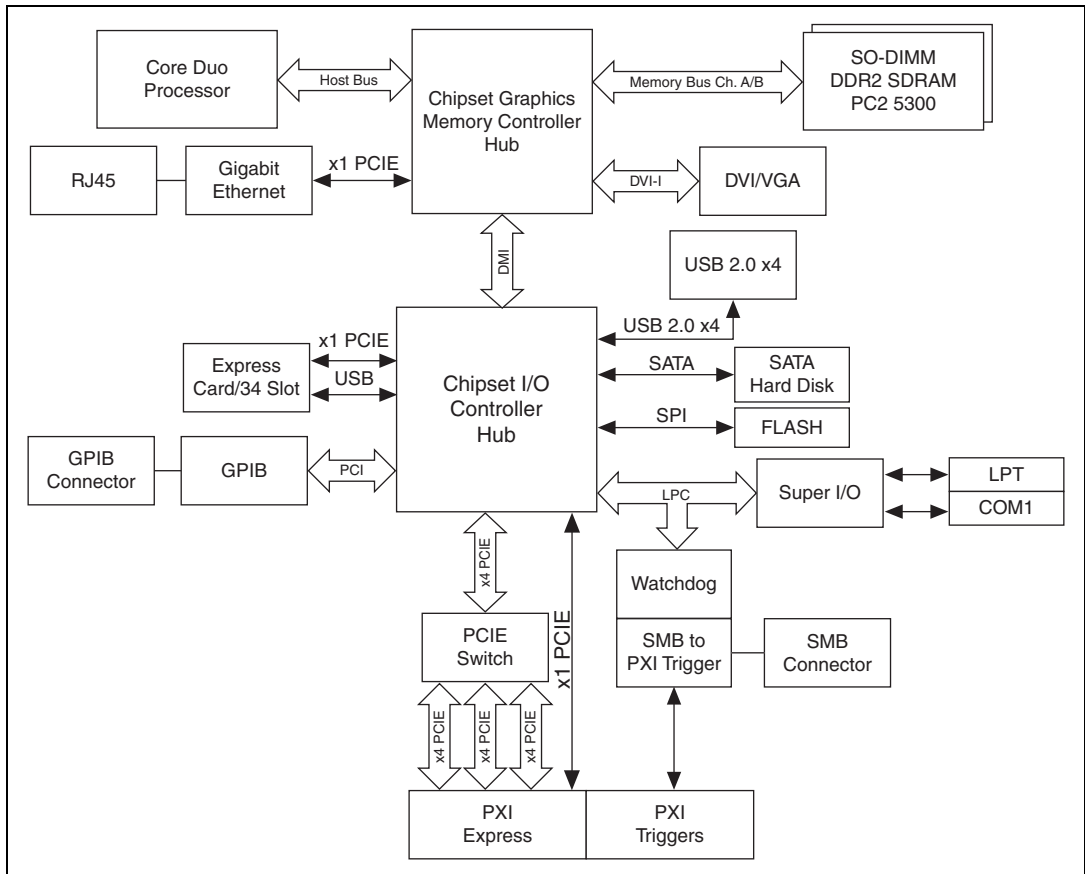 Core Duo
Processor
Host Bus
Chipset Graphics
Memory Controller
Hub
Memory Bus Ch. A/B
SO-DIMM
DDR2 SDRAM
PC2 5300
RJ45
Gigabit
Ethernet
x1 PCIE
DVI-I
DVI/VGA
DMI
USB 2.0 x4
USB 2.0 x4
Express
Card/34 Slot
x1 PCIE
USB
Chipset I/O
Controller
Hub
SATA
SATA
Hard Disk
SPI
FLASH
GPIB
Connector
GPIB
PCI
LPC
Super I/O
LPT
COM1
x4 PCIE
x1 PCIE
Watchdog
PCIE
Switch
SMB to
PXI Trigger
SMB
Connector
x4 PCIE
x4 PCIE
x4 PCIE
PXI
Express
PXI
Triggers